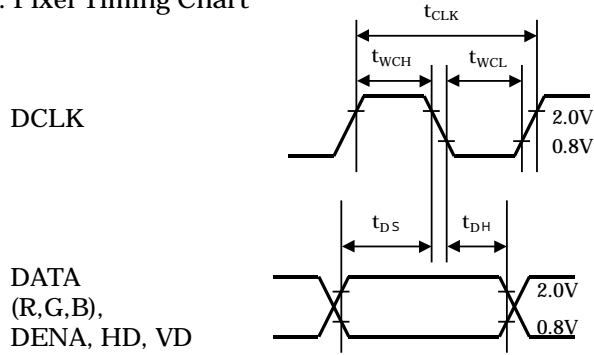 . Pixel Timing Chart
tCLK
tWCH
tWCL
DCLK
2.0V
0.8V
tDS
tDH
DATA
(R,G,B),
DENA, HD, VD
2.0V
0.8V